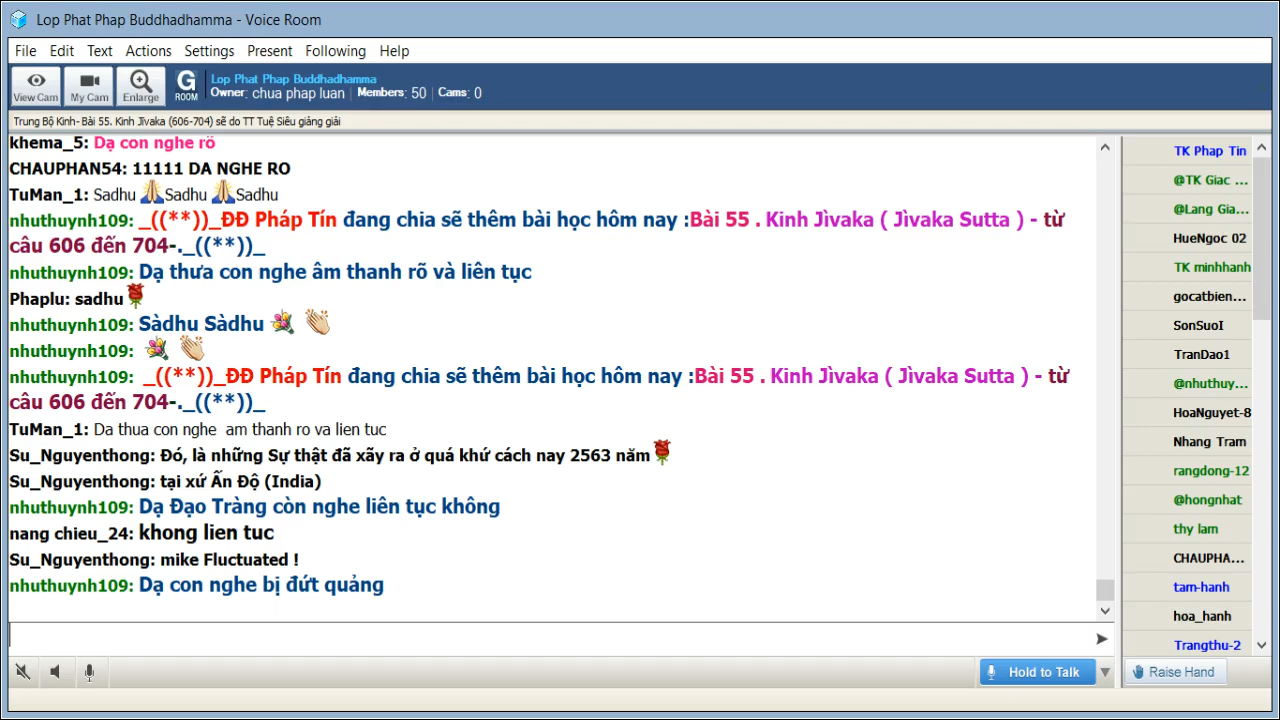 Lop Phat Phap Buddhadhamma - Voice Room
File Edit Text Actions Settings Present Following Help
View Cam My Cam Enlarge G ROOM
Lop Phat Phap Buddhadhamma
Owner: chua phap luan Members: 50 Cams: 0
Trung Bộ Kinh- Bài 55. Kinh Jìvaka (606-704) sẽ do TT Tuệ Siêu giảng giải
khema_5: Dạ con nghe rõ
CHAUPHAN54: 11111 DA NGHE RO
TuMan_1: Sadhu 🙏Sadhu 🙏Sadhu
nhuthuynh109: _((**))_ĐĐ Pháp Tín đang chia sẽ thêm bài học hôm nay :Bài 55 . Kinh Jìvaka ( Jìvaka Sutta ) - từ
câu 606 đến 704-._((**))_
nhuthuynh109: Dạ thưa con nghe âm thanh rõ và liên tục
Phaplu: sadhu🌹
nhuthuynh109: Sàdhu Sàdhu 💐 👏
nhuthuynh109: 💐 👏
nhuthuynh109: _((**))_ĐĐ Pháp Tín đang chia sẽ thêm bài học hôm nay :Bài 55 . Kinh Jìvaka ( Jìvaka Sutta ) - từ
câu 606 đến 704-._((**))_
TuMan_1: Da thua con nghe am thanh ro va lien tuc
Su_Nguyenthong: Đó, là những Sự thật đã xãy ra ở quá khứ cách nay 2563 năm🌹
Su_Nguyenthong: tại xứ Ấn Độ (India)
nhuthuynh109: Dạ Đạo Tràng còn nghe liên tục không
nang chieu_24: khong lien tuc
Su_Nguyenthong: mike Fluctuated !
nhuthuynh109: Dạ con nghe bị đứt quảng
Hold to Talk
TK Phap Tin
@TK Giac ...
@Lang Gia...
HueNgoc 02
TK minhhanh
gocatbien...
SonSuoI
TranDao1
@nhuthuy...
HoaNguyet-8
Nhang Tram
rangdong-12
@hongnhat
thy lam
CHAUPHA...
tam-hanh
hoa_hanh
Trangthu-2
Raise Hand